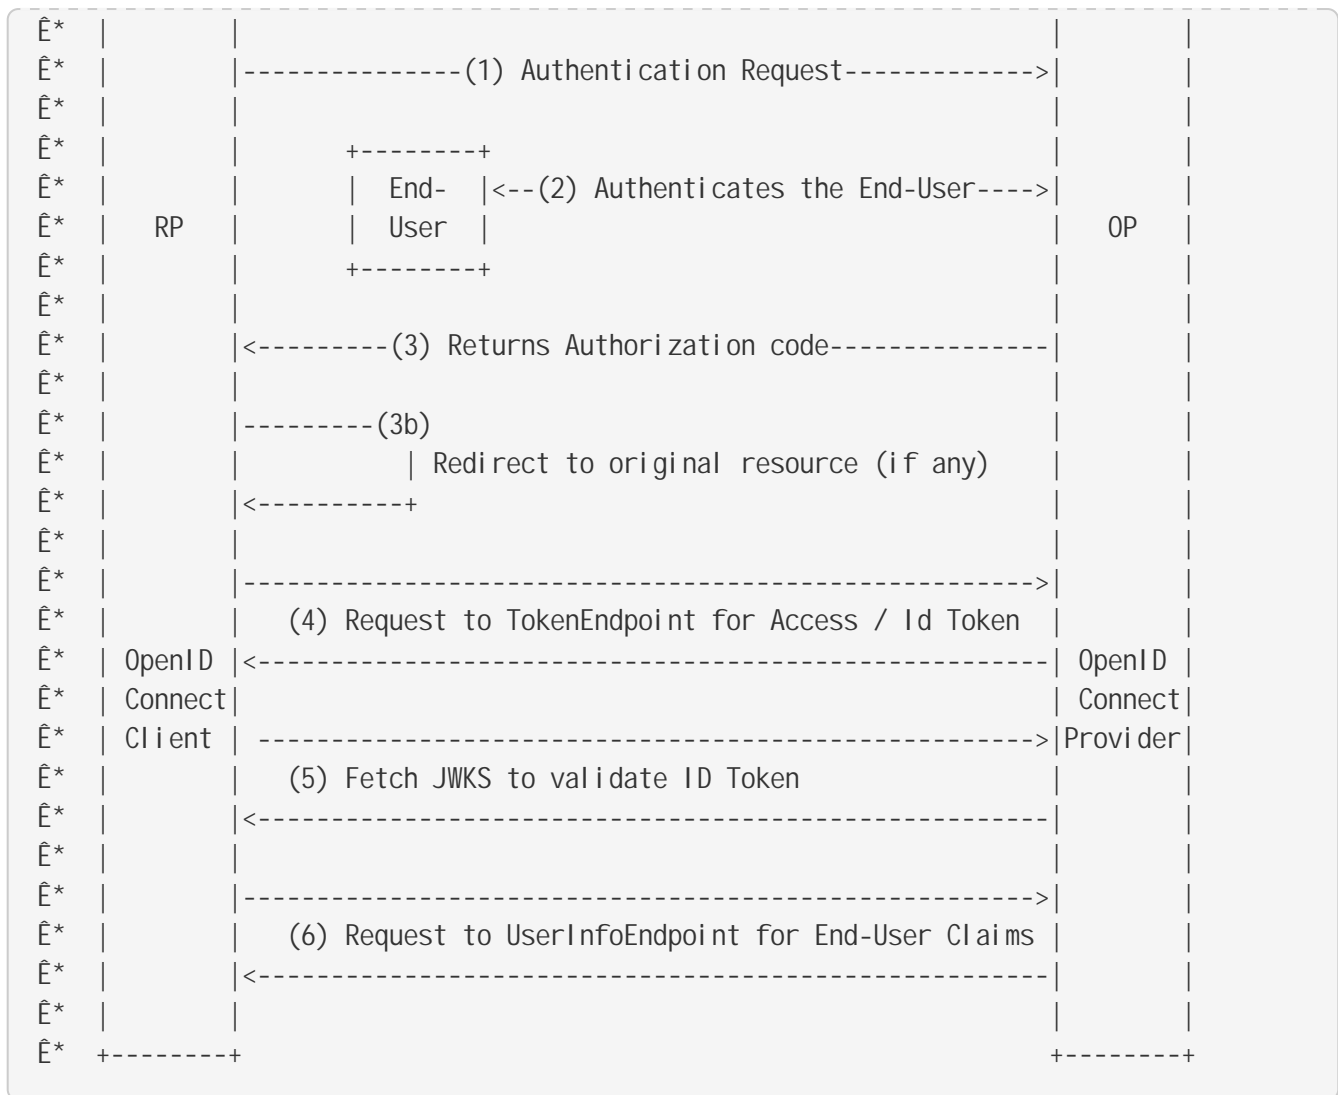 Ê*  |        |                                                        |        |
Ê*  |        |---------------(1) Authentication Request------------->|        |
Ê*  |        |                                                        |        |
Ê*  |        |       +--------+                                       |        |
Ê*  |        |       |  End-  |<--(2) Authenticates the End-User---->|        |
Ê*  |   RP   |       |  User  |                                       |   OP   |
Ê*  |        |       +--------+                                       |        |
Ê*  |        |                                                        |        |
Ê*  |        |<---------(3) Returns Authorization code---------------|        |
Ê*  |        |                                                        |        |
Ê*  |        |---------(3b)                                           |        |
Ê*  |        |           | Redirect to original resource (if any)    |        |
Ê*  |        |<----------+                                            |        |
Ê*  |        |                                                        |        |
Ê*  |        |------------------------------------------------------>|        |
Ê*  |        |   (4) Request to TokenEndpoint for Access / Id Token  |        |
Ê*  | OpenID |<------------------------------------------------------| OpenID |
Ê*  | Connect|                                                        | Connect|
Ê*  | Client | ----------------------------------------------------->|Provider|
Ê*  |        |   (5) Fetch JWKS to validate ID Token                  |        |
Ê*  |        |<------------------------------------------------------|        |
Ê*  |        |                                                        |        |
Ê*  |        |------------------------------------------------------>|        |
Ê*  |        |   (6) Request to UserInfoEndpoint for End-User Claims |        |
Ê*  |        |<------------------------------------------------------|        |
Ê*  |        |                                                        |        |
Ê*  +--------+                                                        +--------+